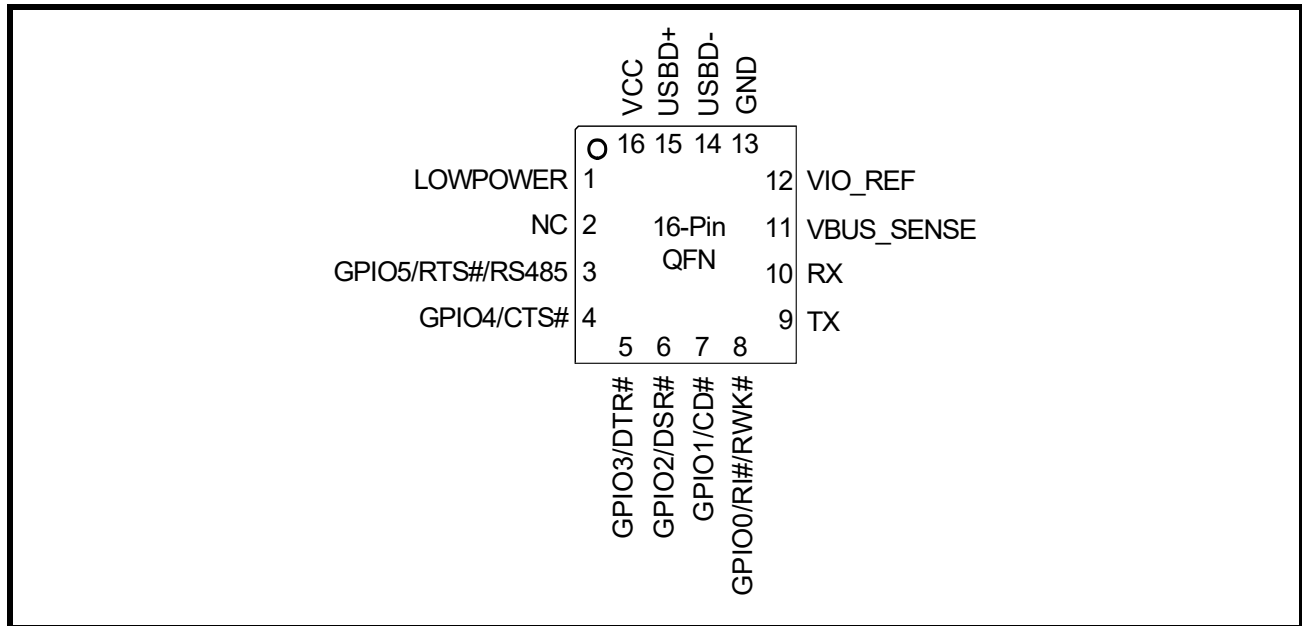 VCC
USBD+
USBD-
GND
16 15 14 13
LOWPOWER 1
12 VIO_REF
NC 2
16-Pin
QFN
11 VBUS_SENSE
GPIO5/RTS#/RS485 3
10 RX
GPIO4/CTS# 4
9 TX
5 6 7 8
GPIO3/DTR#
GPIO2/DSR#
GPIO1/CD#
GPIO0/RI#/RWK#